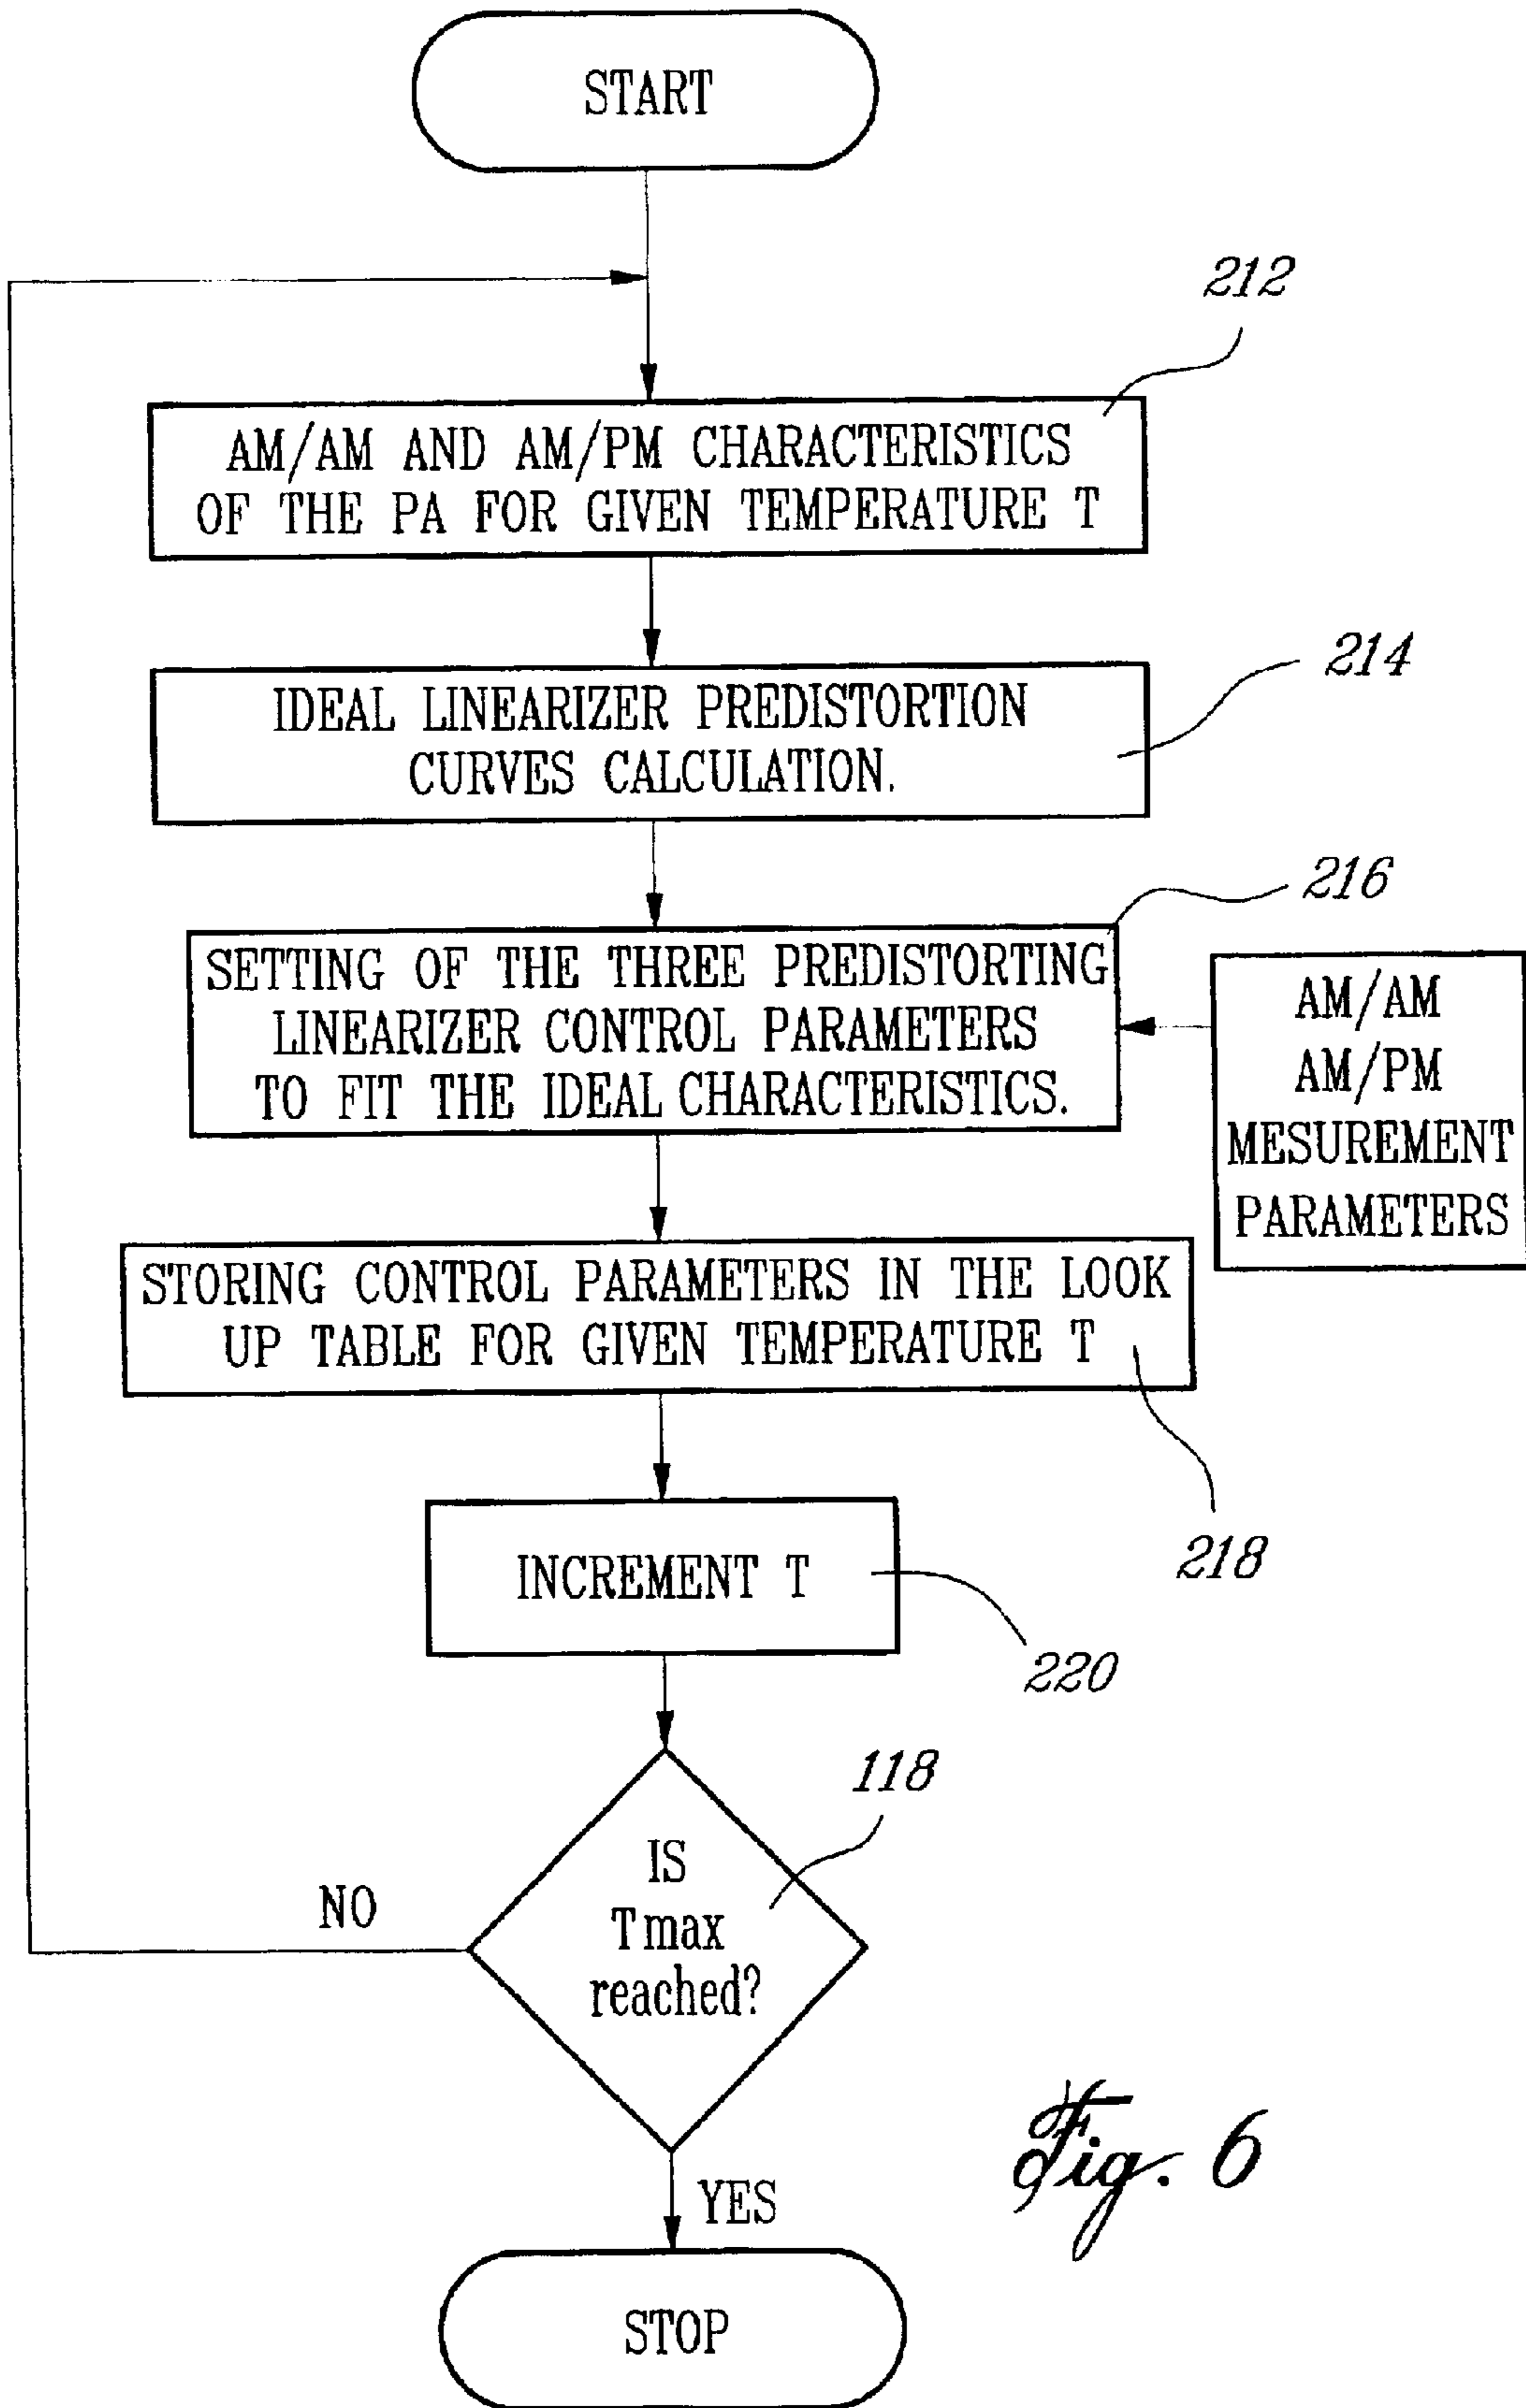 START
212
AM/AM AND AM/PM CHARACTERISTICS
OF THE PA FOR GIVEN TEMPERATURE T
214
IDEAL LINEARIZER PREDISTORTION
CURVES CALCULATION.
216
SETTING OF THE THREE PREDISTORTING
LINEARIZER CONTROL PARAMETERS
TO FIT THE IDEAL CHARACTERISTICS.
AM/AM
AM/PM
MESUREMENT
PARAMETERS
STORING CONTROL PARAMETERS IN THE LOOK
UP TABLE FOR GIVEN TEMPERATURE T
218
INCREMENT T
220
118
IS
Tmax
reached?
NO
YES
STOP
Fig. 6